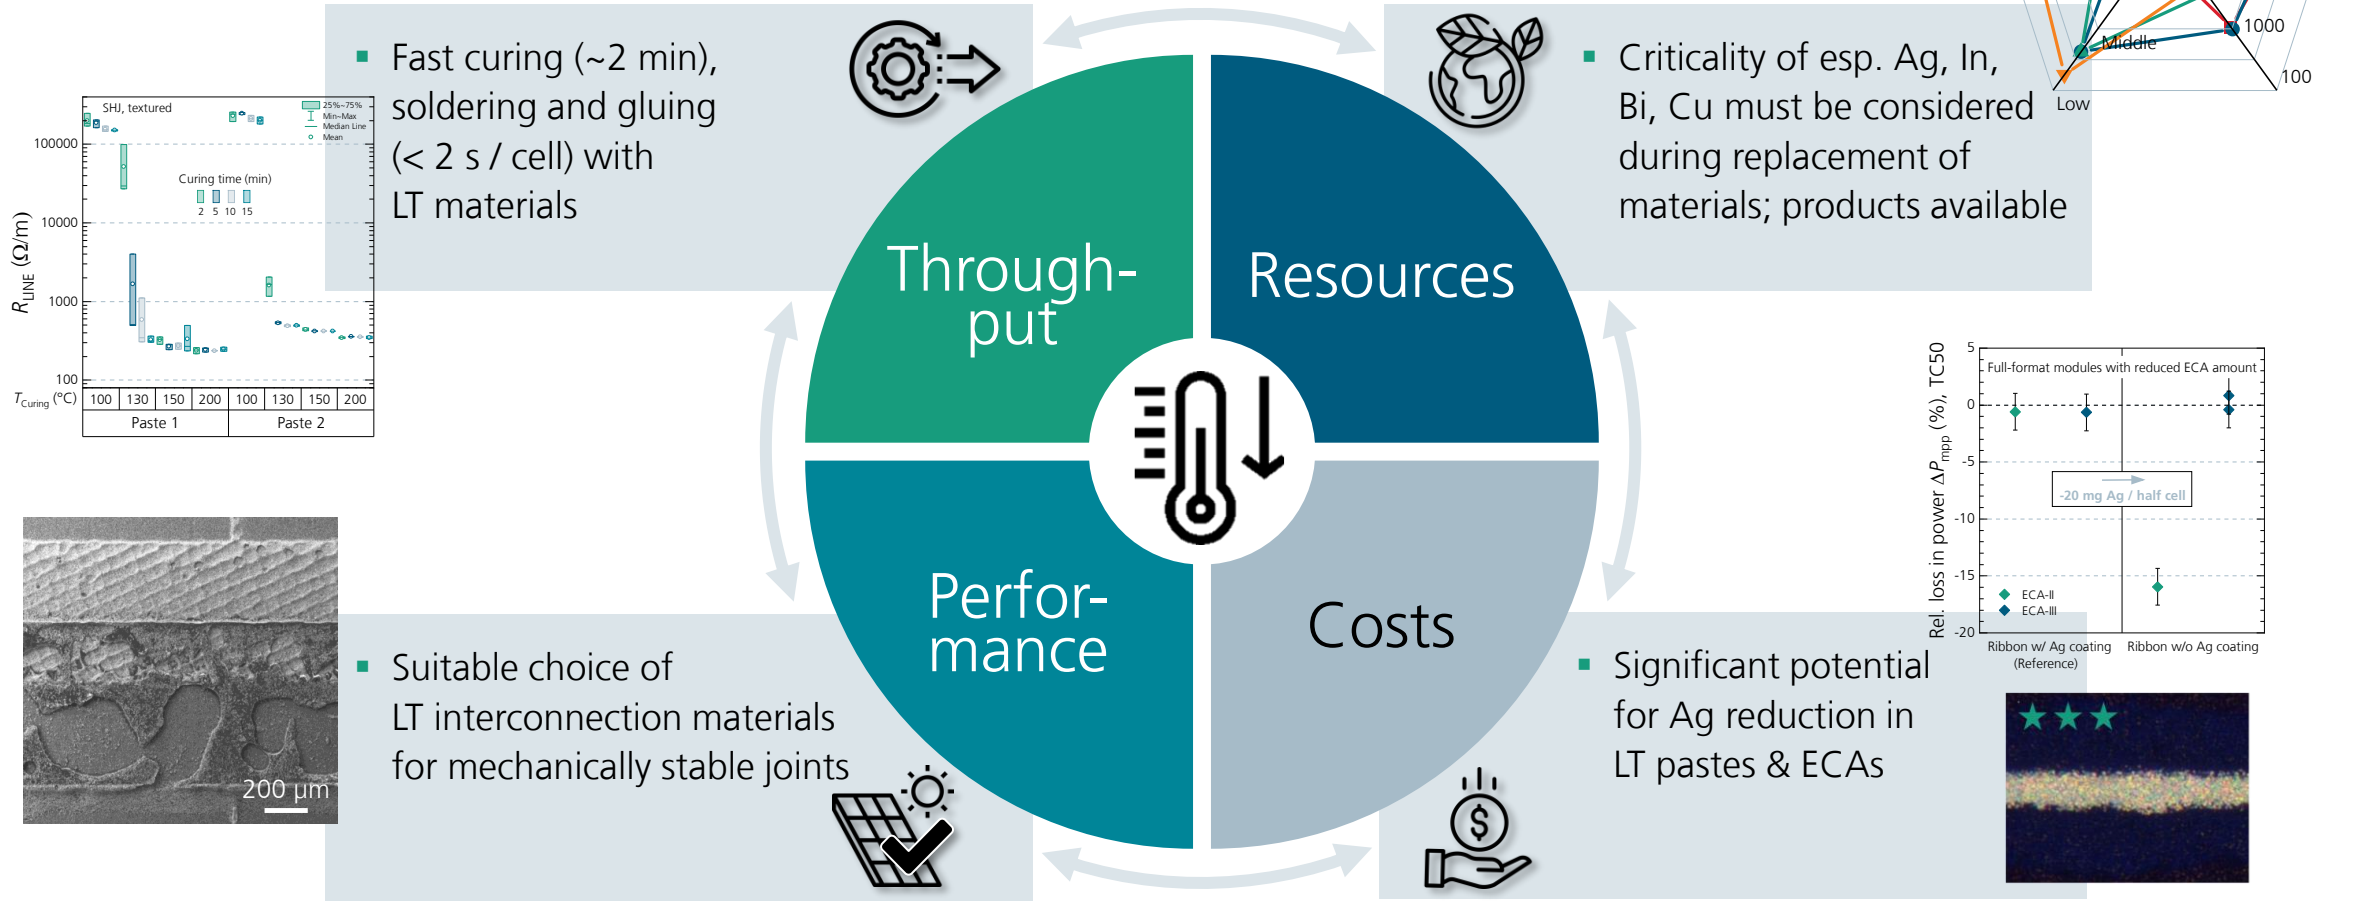 Fast curing (~2 min),
soldering and gluing
(< 2 s / cell) with
LT materials
SHJ, textured
25%~75%
Min~Max
Median Line
Mean
Curing time (min)
2 5 10 15
100000
10000
1000
100
R LINE (Ω/m)
T Curing (°C)
100 130 150 200 100 130 150 200
Paste 1 Paste 2
Through-
put
Resources
Criticality of esp. Ag, In,
Bi, Cu must be considered
during replacement of
materials; products available
Middle
Low
1000
100
Perfor-
mance
Costs
200 µm
Suitable choice of
LT interconnection materials
for mechanically stable joints
$
Significant potential
for Ag reduction in
LT pastes & ECAs
Rel. loss in power ΔPmpp (%), TC50
5
0
-5
-10
-15
-20
Full-format modules with reduced ECA amount
-20 mg Ag / half cell
ECA-II
ECA-III
Ribbon w/ Ag coating
(Reference)
Ribbon w/o Ag coating